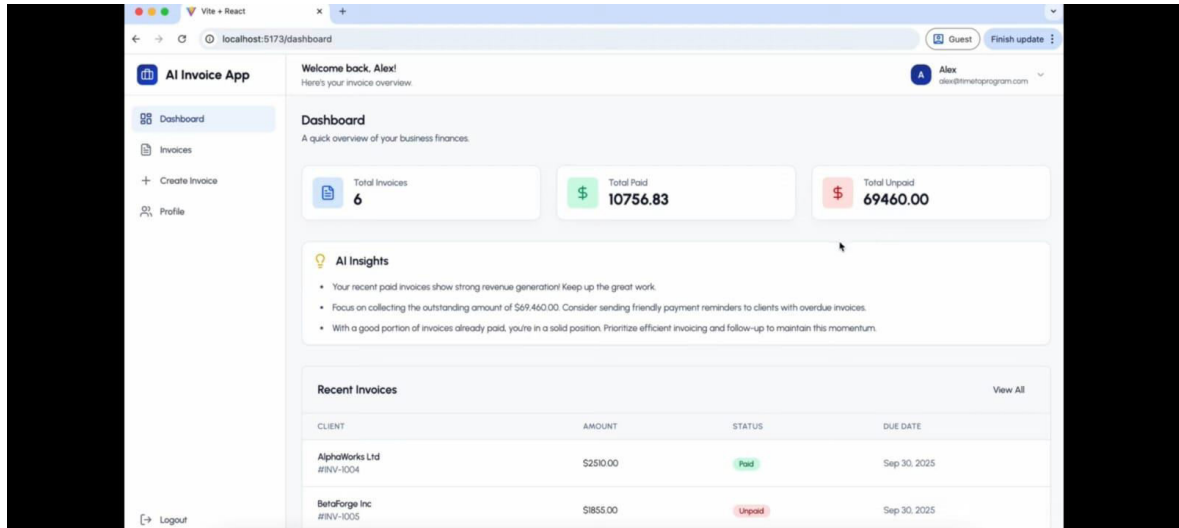 Vite + React
localhost:5173/dashboard
Guest
Finish update
AI Invoice App
Welcome back, Alex!
Here's your invoice overview.
A
Alex
alex@timetoprogram.com
Dashboard
Invoices
Create Invoice
Profile
Logout
Dashboard
A quick overview of your business finances.
Total Invoices
6
Total Paid
10756.83
Total Unpaid
69460.00
AI Insights
Your recent paid invoices show strong revenue generation! Keep up the great work.
Focus on collecting the outstanding amount of $69,460.00. Consider sending friendly payment reminders to clients with overdue invoices.
With a good portion of invoices already paid, you're in a solid position. Prioritize efficient invoicing and follow-up to maintain this momentum.
Recent Invoices
View All
CLIENT AMOUNT STATUS DUE DATE
AlphaWorks Ltd
#INV-1004
$2510.00 Paid Sep 30, 2025
BetaForge Inc
#INV-1005
$1855.00 Unpaid Sep 30, 2025